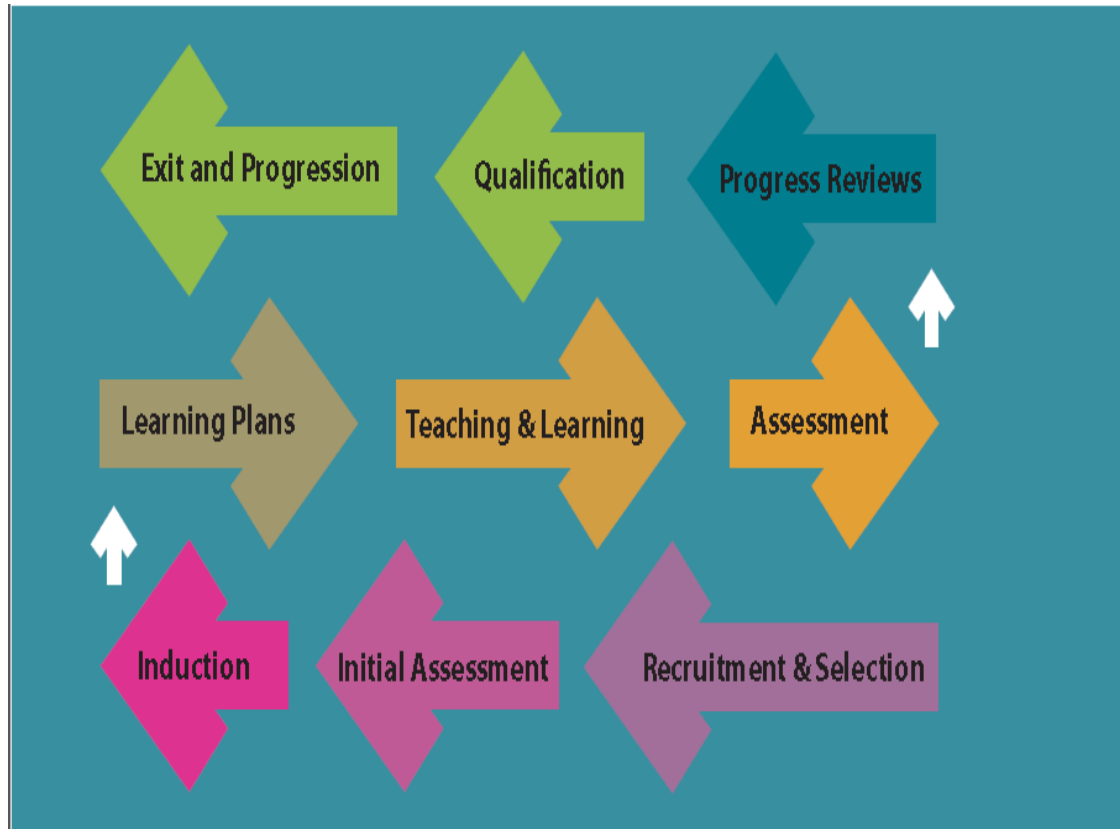 Exit and Progression
Qualification
Progress Reviews
Learning Plans
Teaching & Learning
Assessment
Induction
Initial Assessment
Recruitment & Selection